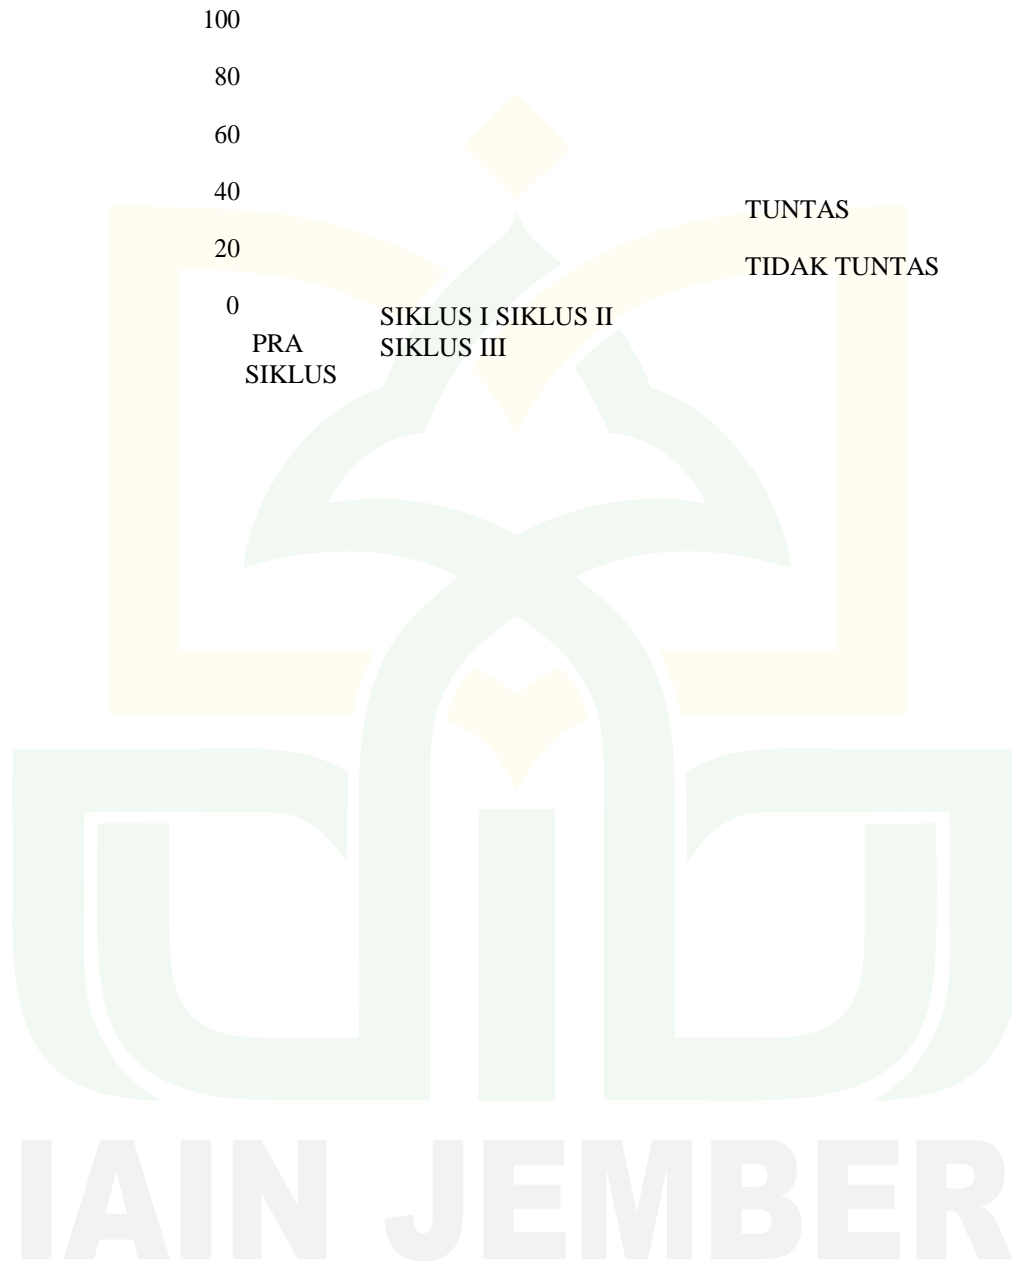 100
80
60
40
TUNTAS
20
TIDAK TUNTAS
0
SIKLUS I SIKLUS II
PRA
SIKLUS III
SIKLUS
IAIN JEMBER